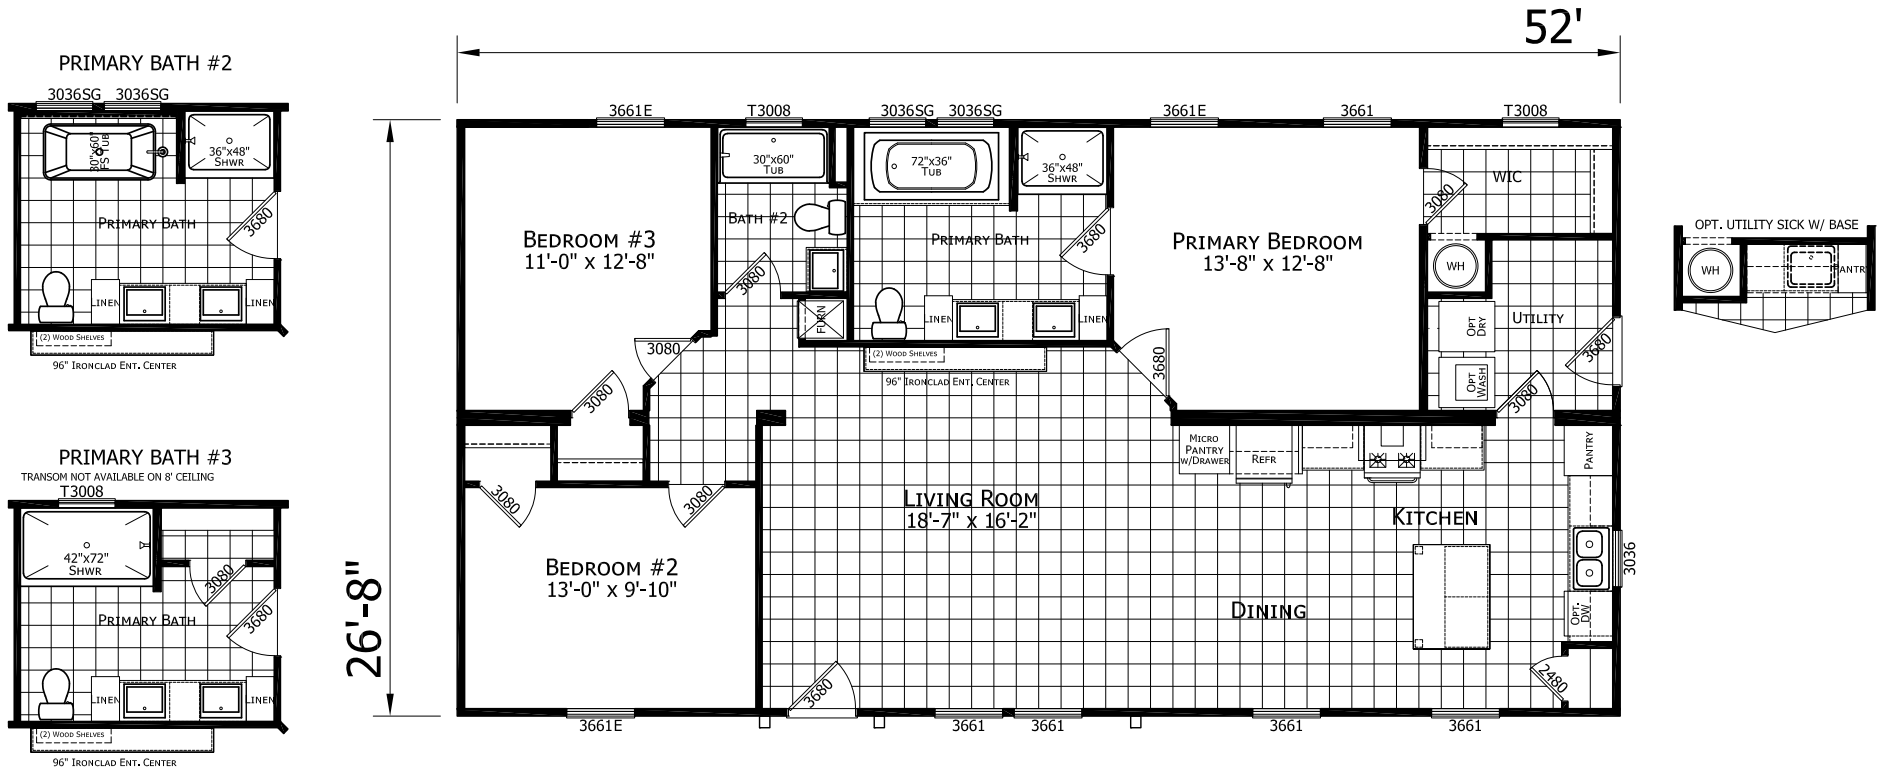 PRIMARY BATH #2
3036SG 3036SG
30"x60"
FS TUB
36"x48"
SHWR
PRIMARY BATH
3680
LINEN
LINEN
(2) WOOD SHELVES
96" IRONCLAD ENT. CENTER
PRIMARY BATH #3
TRANSOM NOT AVAILABLE ON 8' CEILING
T3008
42"x72"
SHWR
3080
PRIMARY BATH
3680
LINEN
LINEN
(2) WOOD SHELVES
96" IRONCLAD ENT. CENTER
52'
26'-8"
3661E
T3008
3036SG 3036SG
3661E
3661
T3008
BEDROOM #3
11'-0" x 12'-8"
3080
3080
30"x60"
TUB
BATH #2
3080
FURN
72"x36"
TUB
36"x48"
SHWR
PRIMARY BATH
3680
LINEN
LINEN
(2) WOOD SHELVES
96" IRONCLAD ENT. CENTER
PRIMARY BEDROOM
13'-8" x 12'-8"
3680
3080
WIC
WH
UTILITY
OPT
DRY
OPT
WASH
3680
3080
3080
3080
BEDROOM #2
13'-0" x 9'-10"
LIVING ROOM
18'-7" x 16'-2"
MICRO
PANTRY
W/DRAWER
REFR
PANTRY
KITCHEN
3036
DINING
OPT.
DW
2480
3680
3661E
3661
3661
3661
3661
OPT. UTILITY SICK W/ BASE
WH
PANTRY